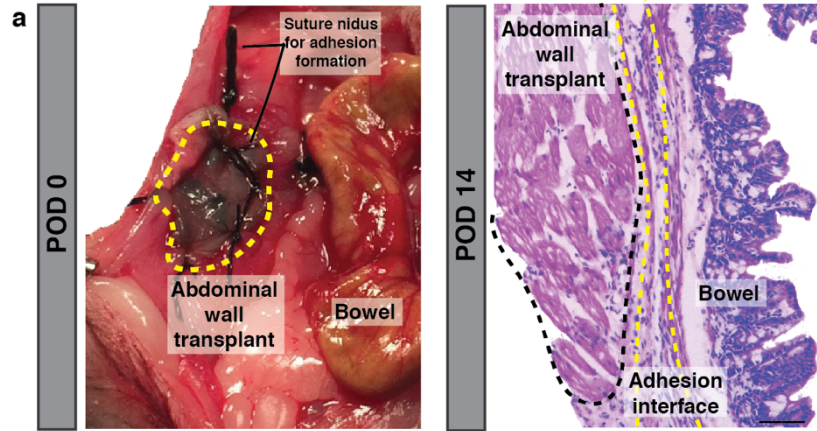 a
POD 0
Suture nidus
for adhesion
formation
Abdominal
wall
transplant
Bowel
POD 14
Abdominal
wall
transplant
Bowel
Adhesion
interface